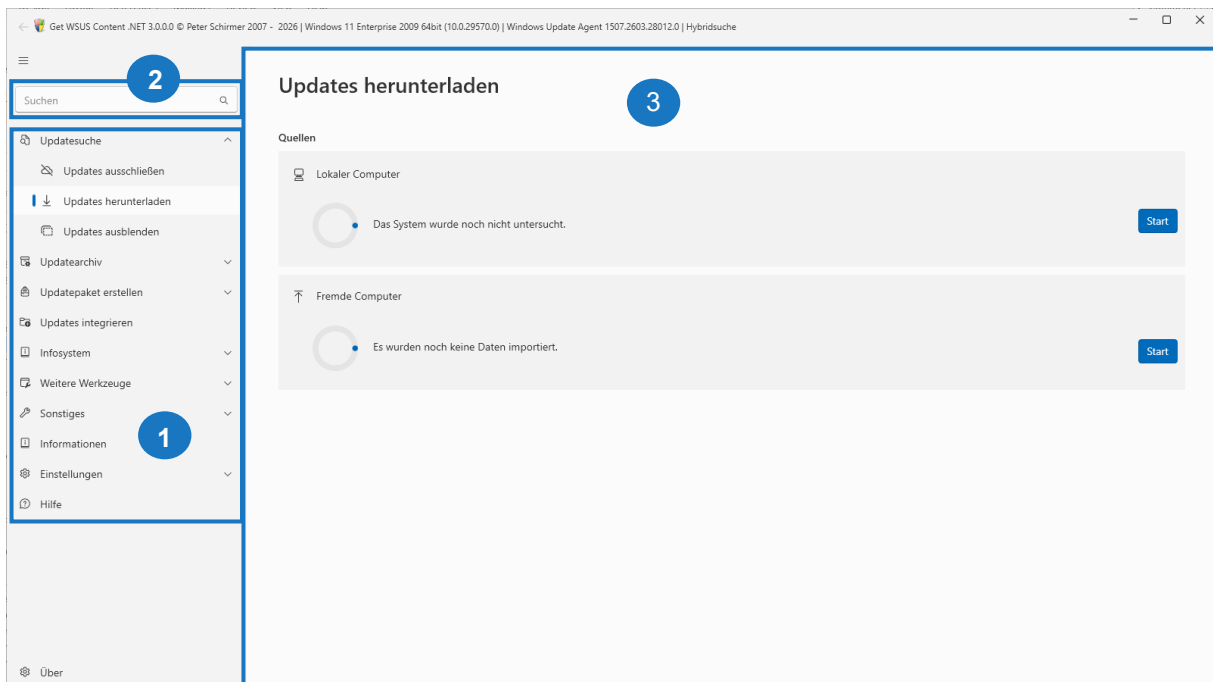 Get WSUS Content .NET 3.0.0.0 © Peter Schirmer 2007 - 2026 | Windows 11 Enterprise 2009 64bit (10.0.29570.0) | Windows Update Agent 1507.2603.28012.0 | Hybridsuche
2
Suchen
Updatesuche
Updates ausschließen
Updates herunterladen
Updates ausblenden
Updatearchiv
Updatepaket erstellen
Updates integrieren
Infosystem
Weitere Werkzeuge
Sonstiges
1
Informationen
Einstellungen
Hilfe
Über
Updates herunterladen
3
Quellen
Lokaler Computer
Das System wurde noch nicht untersucht.
Start
Fremde Computer
Es wurden noch keine Daten importiert.
Start